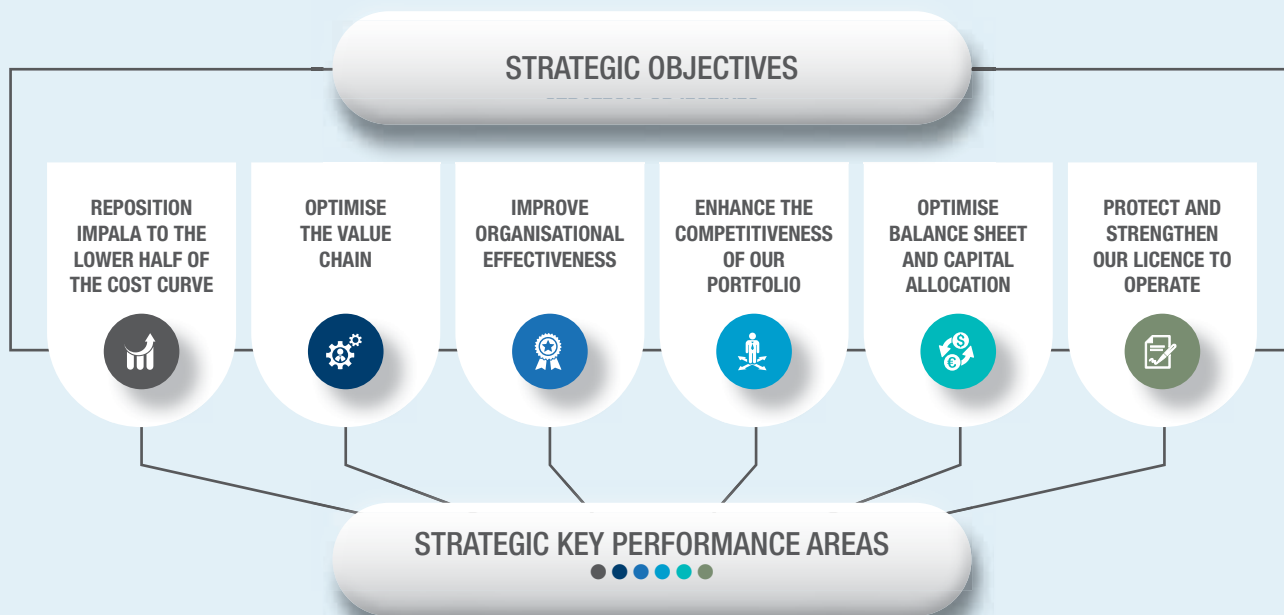 STRATEGIC OBJECTIVES
REPOSITION
IMPALA TO THE
LOWER HALF OF
THE COST CURVE
OPTIMISE
THE VALUE
CHAIN
IMPROVE
ORGANISATIONAL
EFFECTIVENESS
ENHANCE THE
COMPETITIVENESS
OF OUR
PORTFOLIO
OPTIMISE
BALANCE SHEET
AND CAPITAL
ALLOCATION
PROTECT AND
STRENGTHEN
OUR LICENCE TO
OPERATE
$
€
STRATEGIC KEY PERFORMANCE AREAS